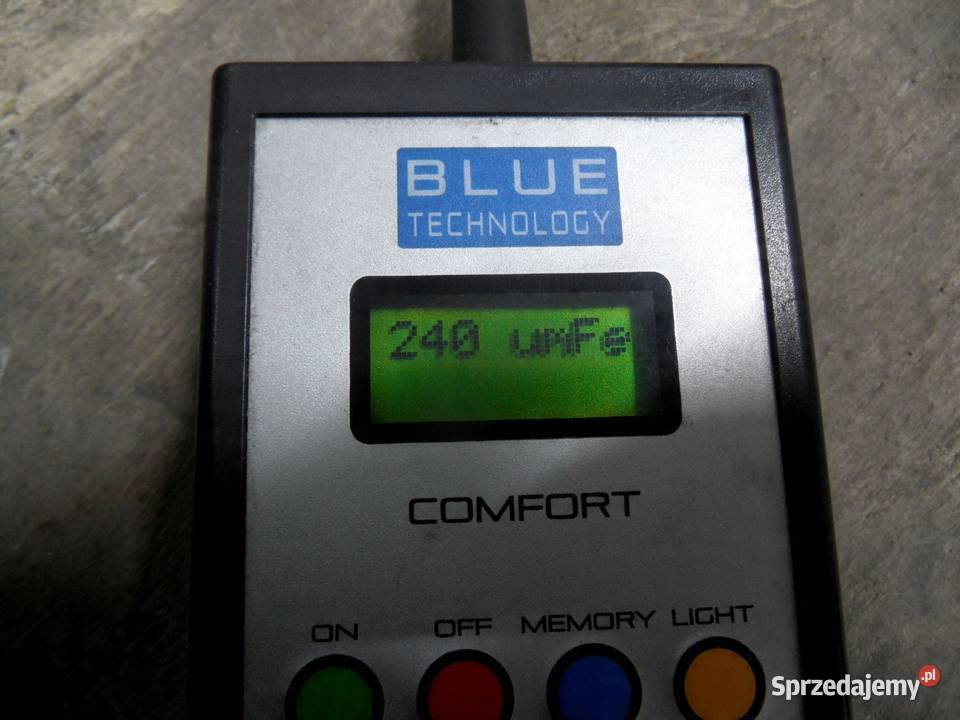 BLUE
TECHNOLOGY
240 umFe
COMFORT
ON OFF MEMORY LIGHT
Sprzedajemy.pl